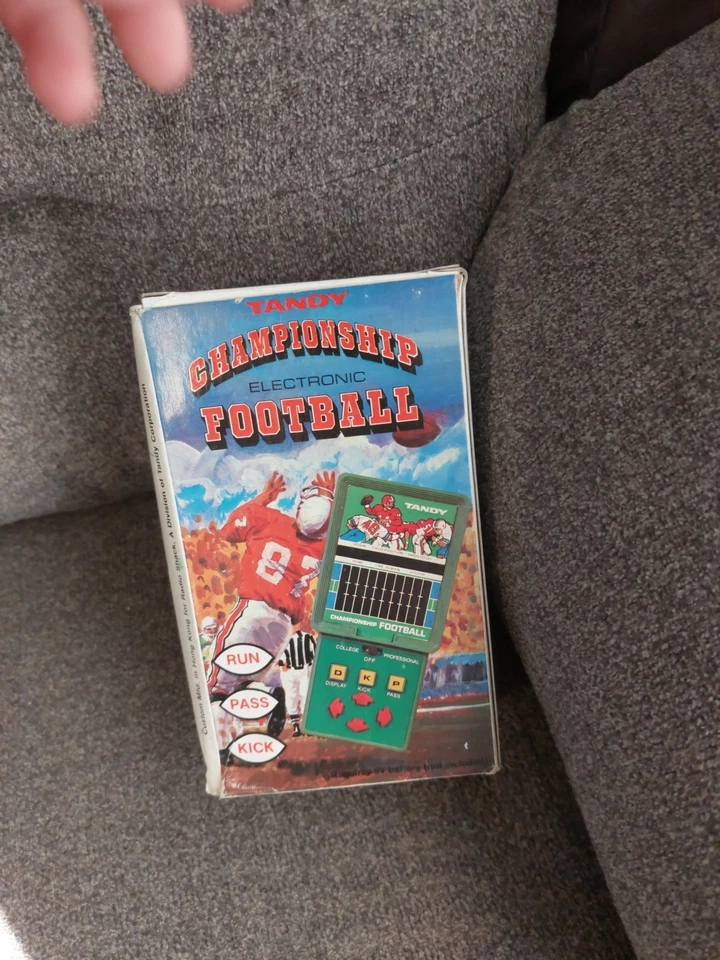 TANDY
CHAMPIONSHIP
ELECTRONIC
FOOTBALL
87
TANDY
CHAMPIONSHIP FOOTBALL
COLLEGE
OFF
PROFESSIONAL
D K P
DISPLAY KICK PASS
RUN
PASS
KICK
Custom Mfd. in Hong Kong for Radio Shack, A Division of Tandy Corporation